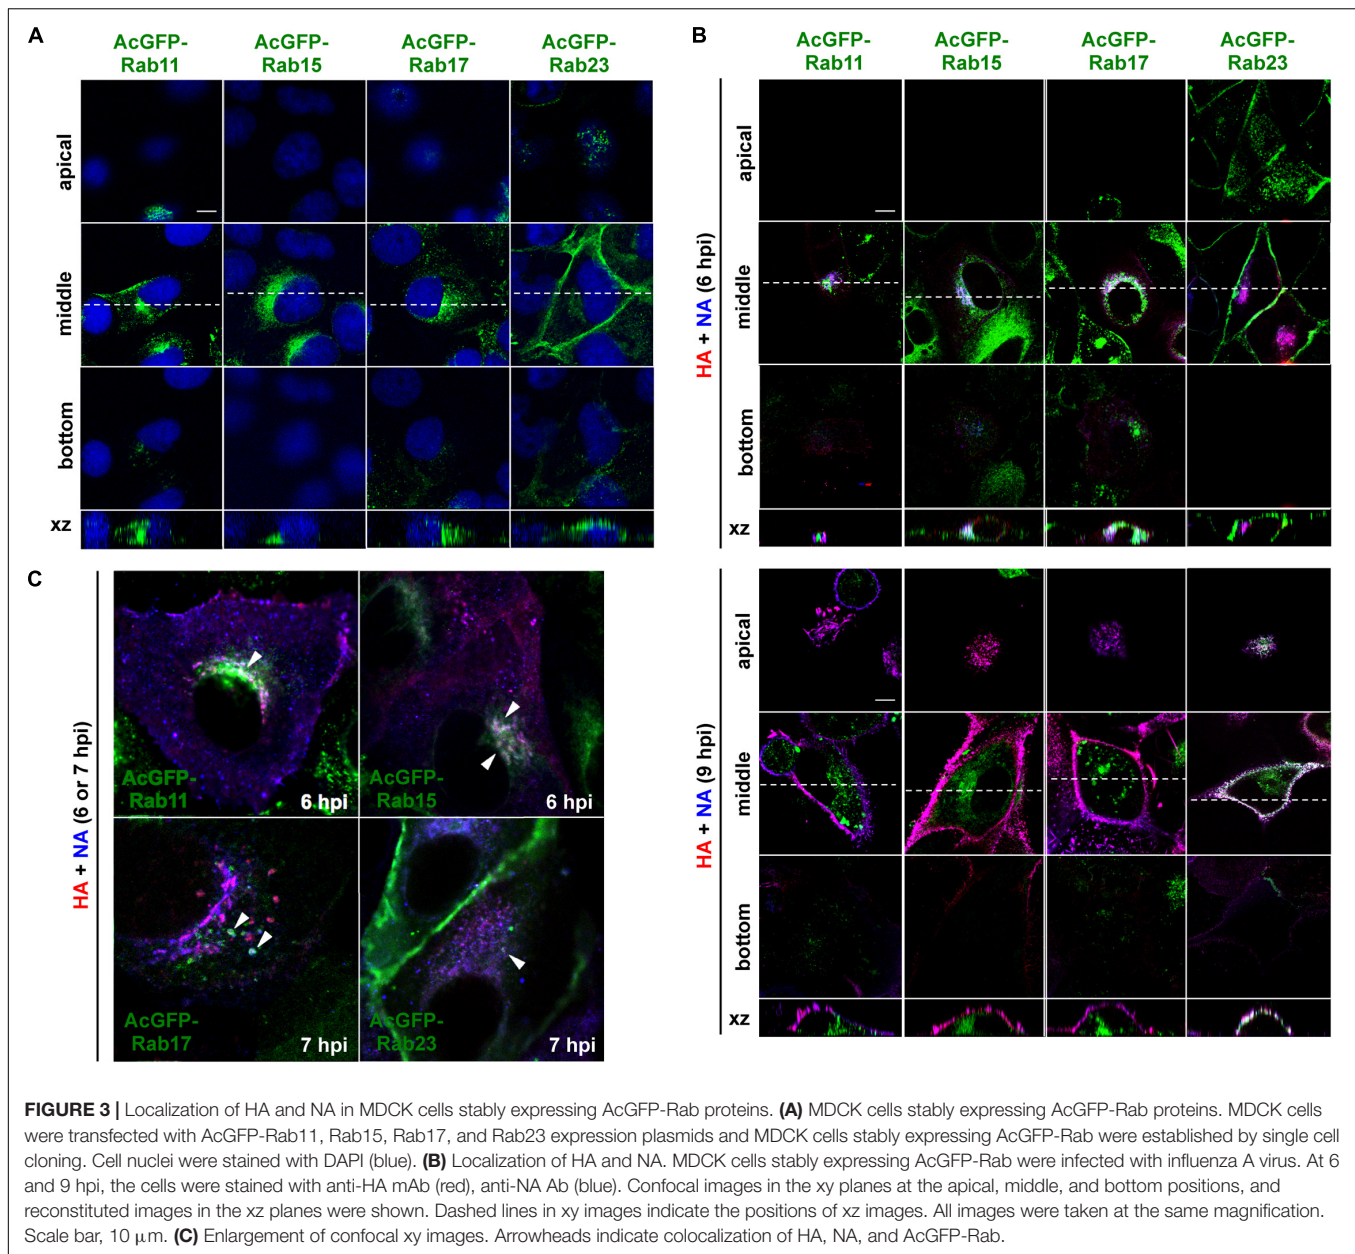 A
AcGFP-
Rab11
AcGFP-
Rab15
AcGFP-
Rab17
AcGFP-
Rab23
apical
middle
bottom
xz
B
AcGFP-
Rab11
AcGFP-
Rab15
AcGFP-
Rab17
AcGFP-
Rab23
HA + NA (6 hpi)
apical
middle
bottom
xz
HA + NA (9 hpi)
apical
middle
bottom
xz
C
HA + NA (6 or 7 hpi)
AcGFP-
Rab11
6 hpi
AcGFP-
Rab15
6 hpi
AcGFP-
Rab17
7 hpi
AcGFP-
Rab23
7 hpi
FIGURE 3 | Localization of HA and NA in MDCK cells stably expressing AcGFP-Rab proteins. (A) MDCK cells stably expressing AcGFP-Rab proteins. MDCK cells
were transfected with AcGFP-Rab11, Rab15, Rab17, and Rab23 expression plasmids and MDCK cells stably expressing AcGFP-Rab were established by single cell
cloning. Cell nuclei were stained with DAPI (blue). (B) Localization of HA and NA. MDCK cells stably expressing AcGFP-Rab were infected with influenza A virus. At 6
and 9 hpi, the cells were stained with anti-HA mAb (red), anti-NA Ab (blue). Confocal images in the xy planes at the apical, middle, and bottom positions, and
reconstituted images in the xz planes were shown. Dashed lines in xy images indicate the positions of xz images. All images were taken at the same magnification.
Scale bar, 10 μm. (C) Enlargement of confocal xy images. Arrowheads indicate colocalization of HA, NA, and AcGFP-Rab.